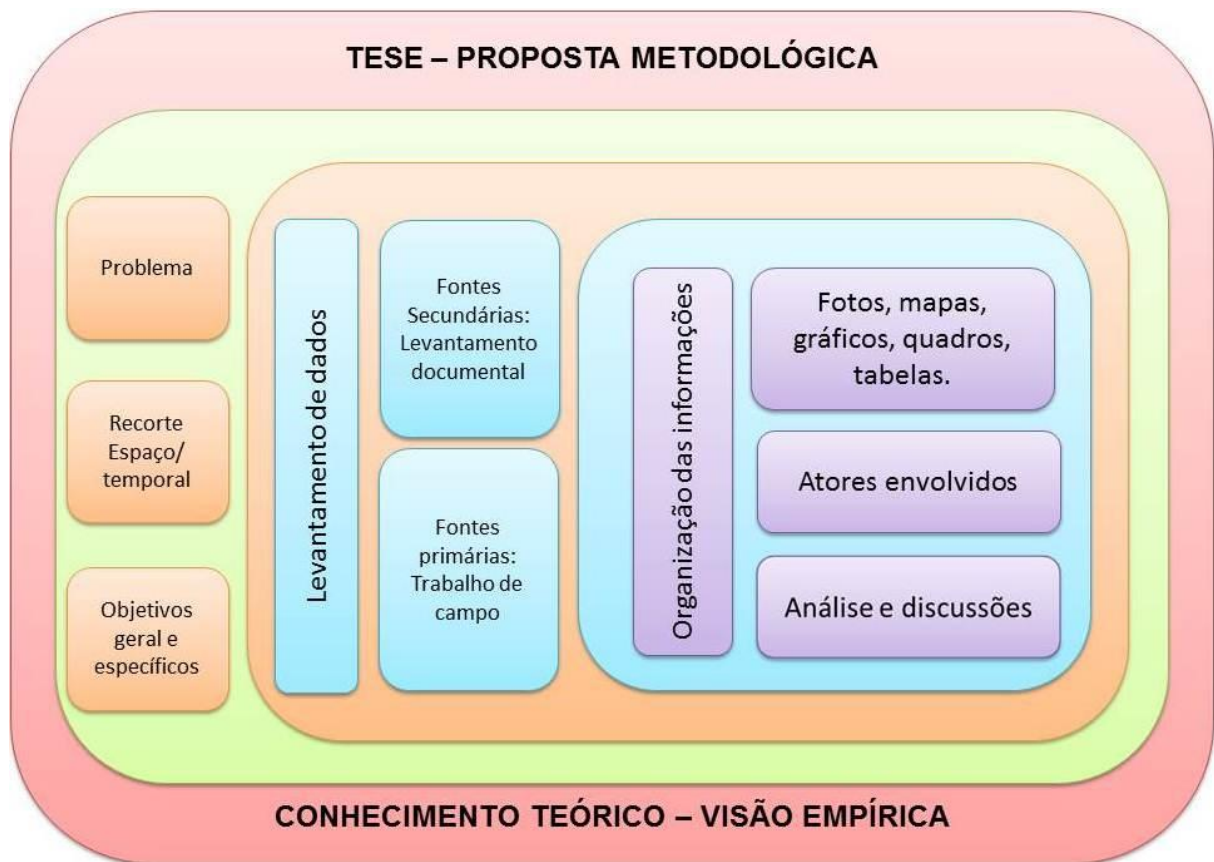 TESE – PROPOSTA METODOLÓGICA
Problema
Recorte
Espaço/
temporal
Objetivos
geral e
específicos
Levantamento de dados
Fontes
Secundárias:
Levantamento
documental
Fontes
primárias:
Trabalho de
campo
Organização das informações
Fotos, mapas,
gráficos, quadros,
tabelas.
Atores envolvidos
Análise e discussões
CONHECIMENTO TEÓRICO – VISÃO EMPÍRICA